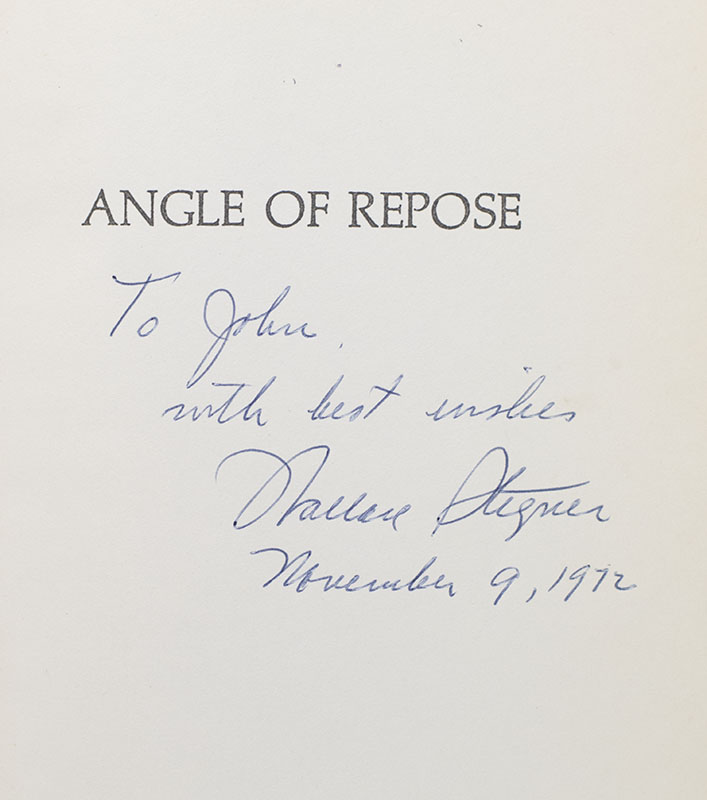 ANGLE OF REPOSE
To John,
with best wishes
Wallace Stegner
November 9, 1972